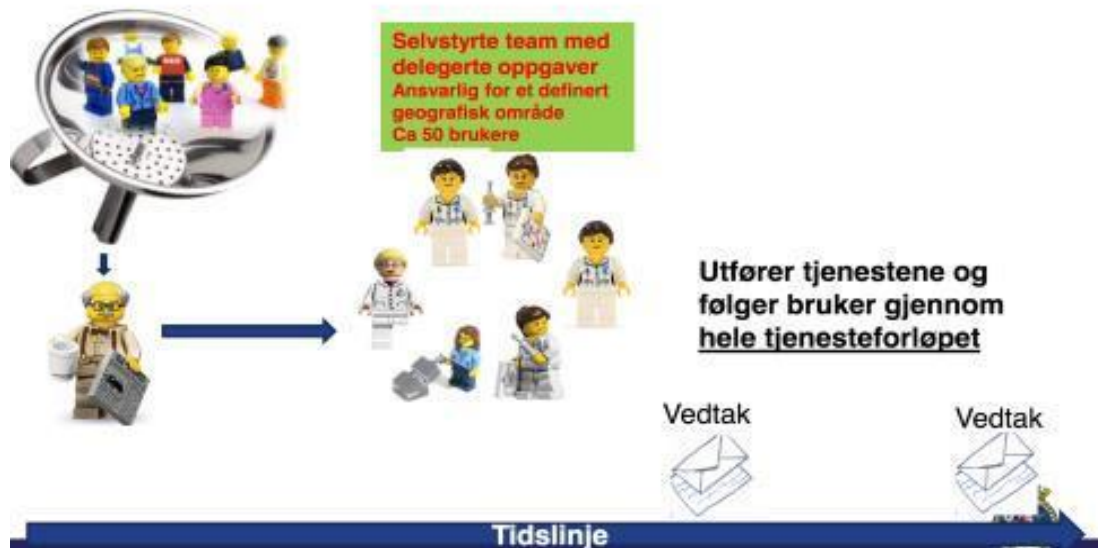 Selvstyrte team med
delegerte oppgaver
Ansvarlig for et definert
geografisk område
Ca 50 brukere
Utfører tjenestene og
følger bruker gjennom
hele tjenesteforløpet
Vedtak
Vedtak
Tidslinje